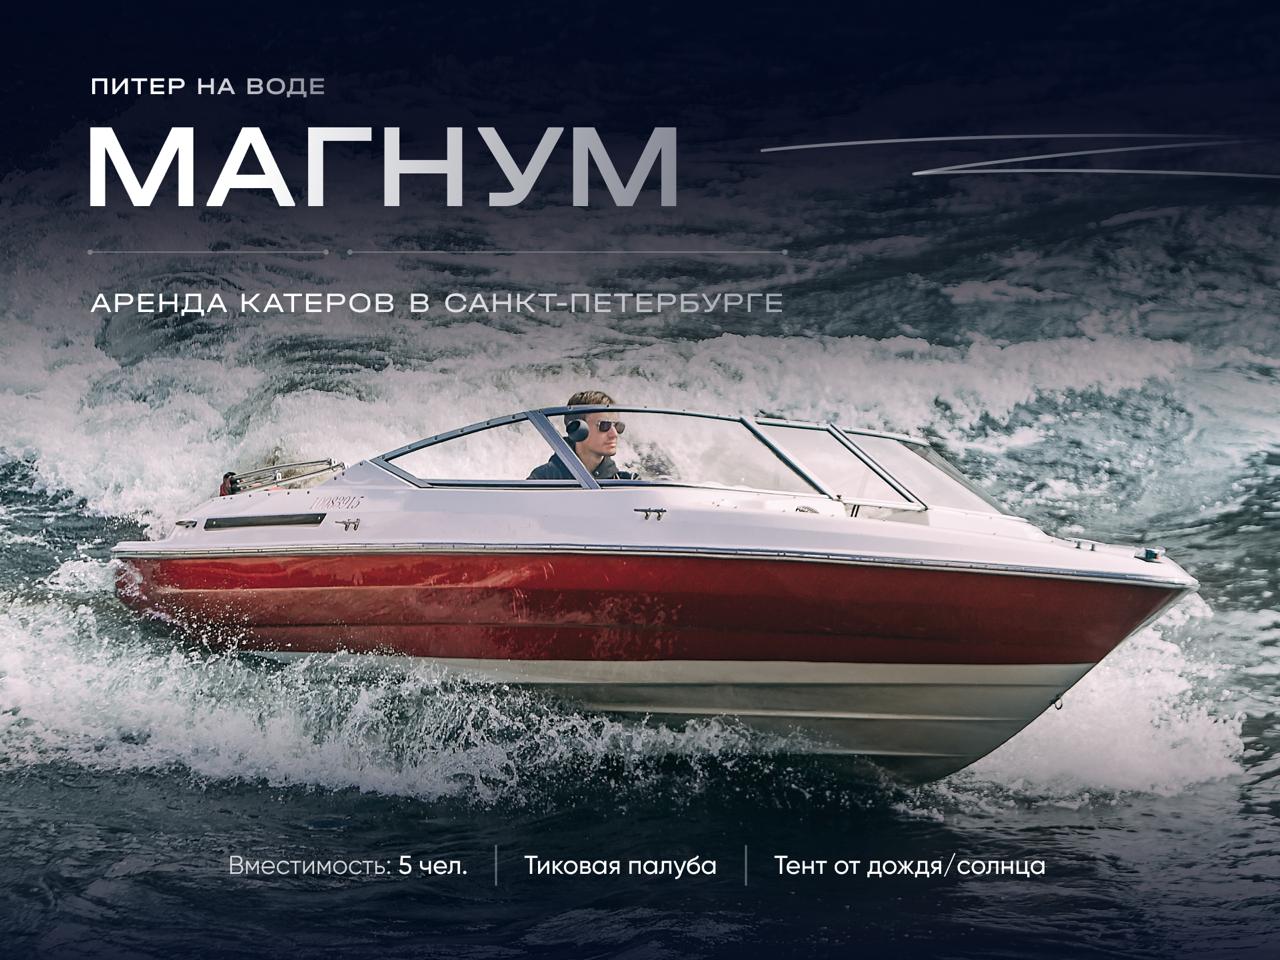 ПИТЕР НА ВОДЕ
МАГНУМ
АРЕНДА КАТЕРОВ В САНКТ-ПЕТЕРБУРГЕ
Вместимость: 5 чел.
Тиковая палуба
Тент от дождя/солнца